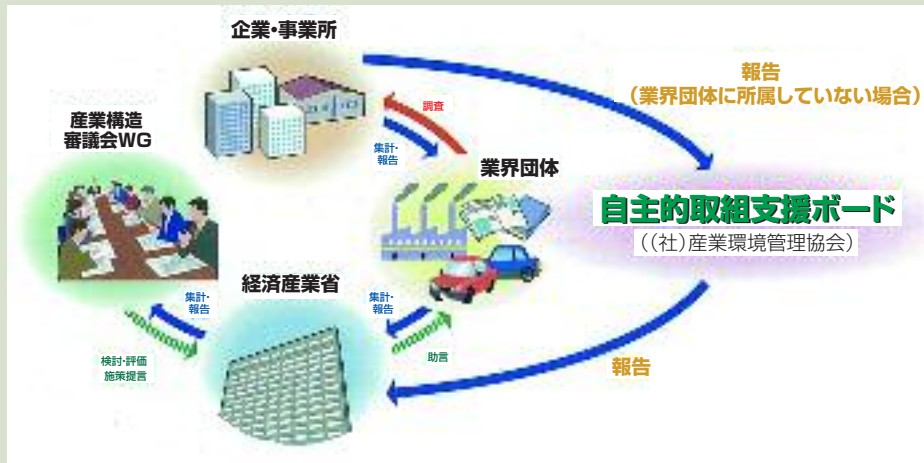 企業・事業所
報告
（業界団体に所属していない場合）
調査
産業構造
審議会WG
集計・
報告
業界団体
自主的取組支援ボード
（（社）産業環境管理協会）
経済産業省
集計・
報告
集計・
報告
検討・評価
施策提言
助言
報告